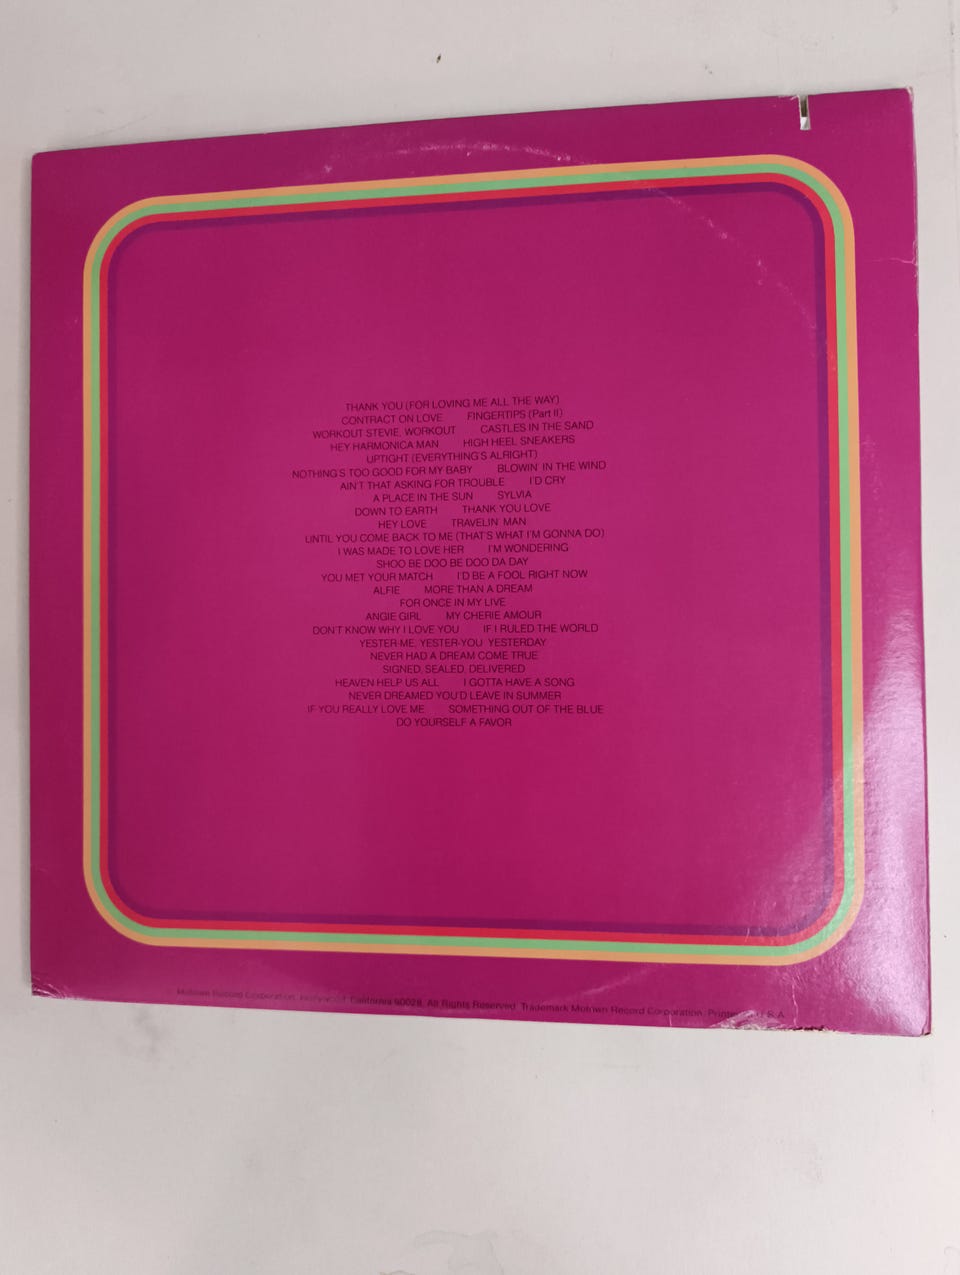 THANK YOU (FOR LOVING ME ALL THE WAY)
CONTRACT ON LOVE FINGERTIPS (Part II)
WORKOUT STEVIE, WORKOUT CASTLES IN THE SAND
HEY HARMONICA MAN HIGH HEEL SNEAKERS
UPTIGHT (EVERYTHING'S ALRIGHT)
NOTHING'S TOO GOOD FOR MY BABY BLOWIN' IN THE WIND
AIN'T THAT ASKING FOR TROUBLE I'D CRY
A PLACE IN THE SUN SYLVIA
DOWN TO EARTH THANK YOU LOVE
HEY LOVE TRAVELIN' MAN
UNTIL YOU COME BACK TO ME (THAT'S WHAT I'M GONNA DO)
I WAS MADE TO LOVE HER I'M WONDERING
SHOO BE DOO BE DOO DA DAY
YOU MET YOUR MATCH I'D BE A FOOL RIGHT NOW
ALFIE MORE THAN A DREAM
FOR ONCE IN MY LIVE
ANGIE GIRL MY CHERIE AMOUR
DON'T KNOW WHY I LOVE YOU IF I RULED THE WORLD
YESTER-ME, YESTER-YOU YESTERDAY
NEVER HAD A DREAM COME TRUE
SIGNED, SEALED, DELIVERED
HEAVEN HELP US ALL I GOTTA HAVE A SONG
NEVER DREAMED YOU'D LEAVE IN SUMMER
IF YOU REALLY LOVE ME SOMETHING OUT OF THE BLUE
DO YOURSELF A FAVOR
Motown Record Corporation, Hollywood, California 90028. All Rights Reserved. Trademark Motown Record Corporation. Printed in U.S.A.